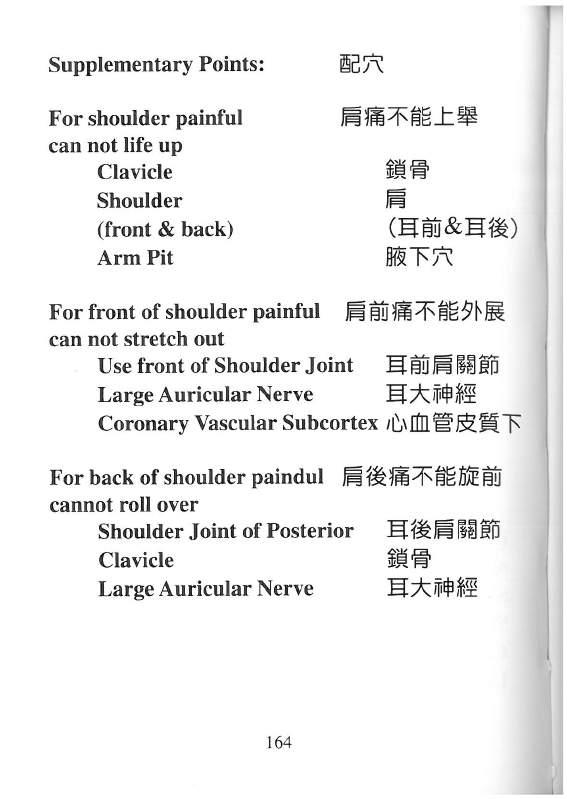 Supplementary Points: 配穴
For shoulder painful 肩痛不能上舉
can not life up
Clavicle 鎖骨
Shoulder 肩
(front & back) (耳前&耳後)
Arm Pit 腋下穴
For front of shoulder painful 肩前痛不能外展
can not stretch out
Use front of Shoulder Joint 耳前肩關節
Large Auricular Nerve 耳大神經
Coronary Vascular Subcortex 心血管皮質下
For back of shoulder paindul 肩後痛不能旋前
cannot roll over
Shoulder Joint of Posterior 耳後肩關節
Clavicle 鎖骨
Large Auricular Nerve 耳大神經
164